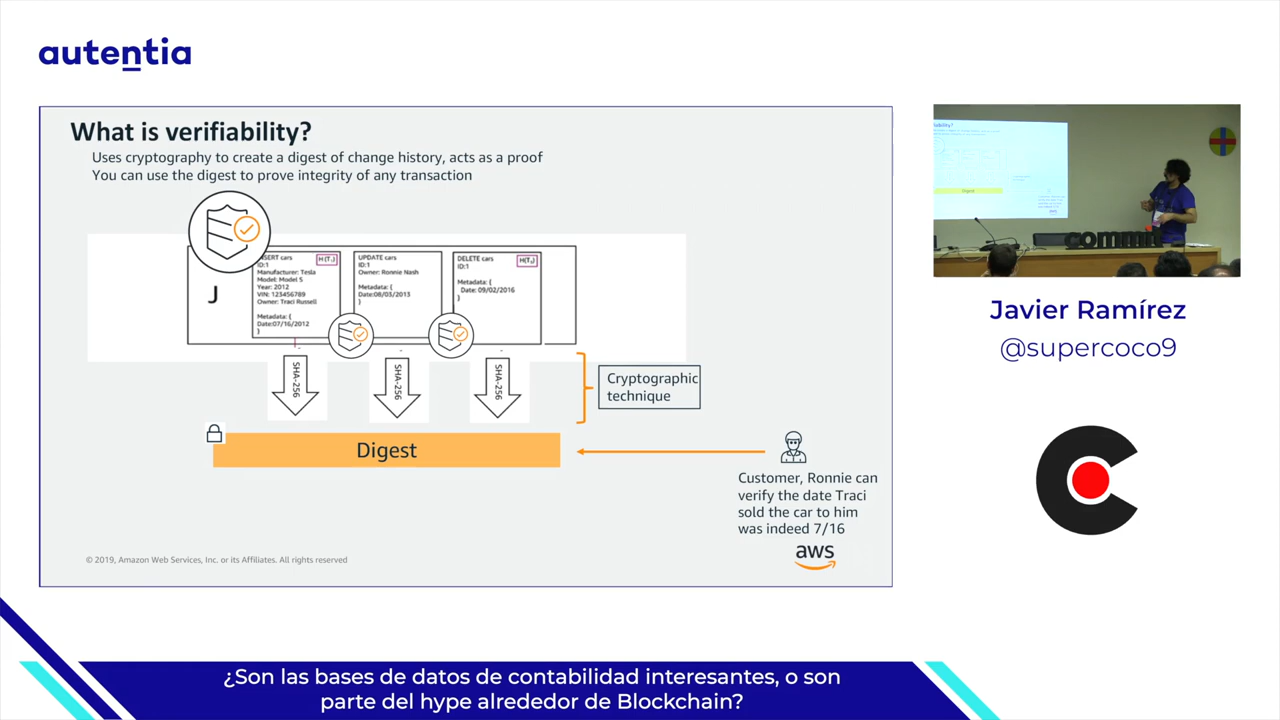 autentia
What is verifiability?
Uses cryptography to create a digest of change history, acts as a proof
You can use the digest to prove integrity of any transaction
J
cars
ID:1
Manufacturer: Tesla
Model: Model S
Year: 2012
VIN: 123456789
Owner: Traci Russell
Metadata: {
Date:07/16/2012
}
UPDATE cars
ID:1
Owner: Ronnie Nash
Metadata: {
Date:08/03/2013
}
DELETE cars
ID:1
Metadata: {
Date: 09/02/2016
}
SHA-256
SHA-256
SHA-256
Cryptographic
technique
Digest
Customer, Ronnie can
verify the date Traci
sold the car to him
was indeed 7/16
© 2019, Amazon Web Services, Inc. or its Affiliates. All rights reserved
aws
Digest
aws
Javier Ramírez
@supercoco9
¿Son las bases de datos de contabilidad interesantes, o son
parte del hype alrededor de Blockchain?